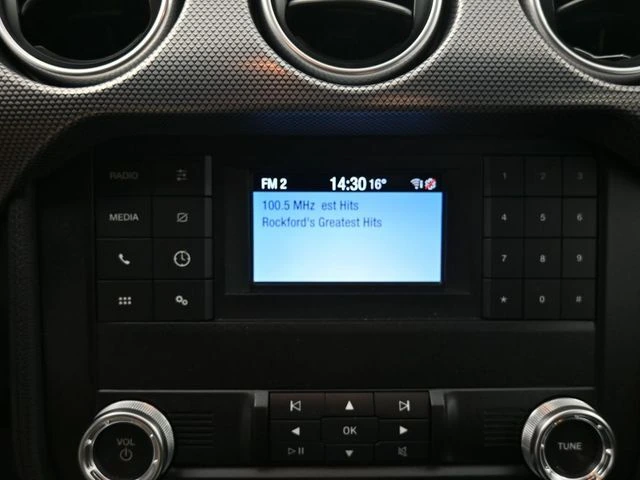 FM 2 14:30 16°
100.5 MHz est Hits
Rockford's Greatest Hits
RADIO
MEDIA
1 2 3
4 5 6
7 8 9
* 0 #
OK
VOL
TUNE